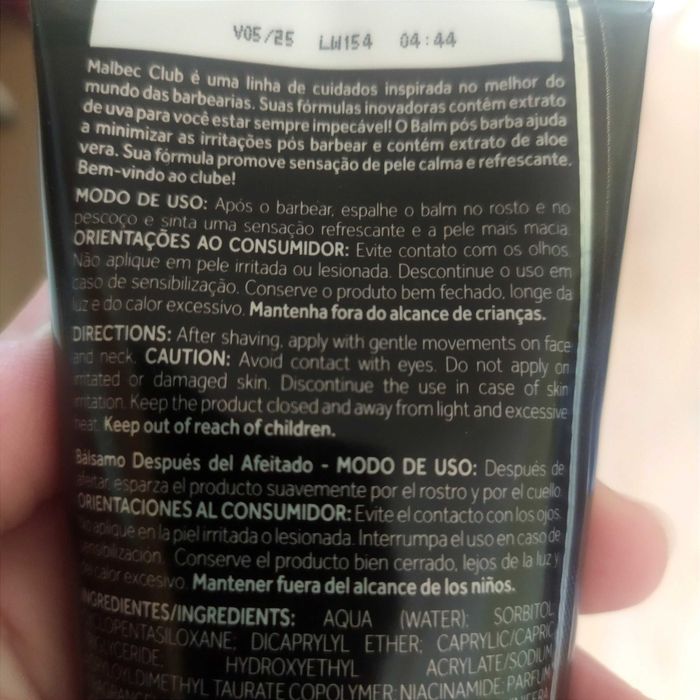 V05/25 LW154 04:44
Malbec Club é uma linha de cuidados inspirada no melhor do
mundo das barbearias. Suas fórmulas inovadoras contém extrato
de uva para você estar sempre impecável! O Balm pós barba ajuda
a minimizar as irritações pós barbear e contém extrato de aloe
vera. Sua fórmula promove sensação de pele calma e refrescante.
Bem-vindo ao clube!
MODO DE USO: Após o barbear, espalhe o balm no rosto e no
pescoço e sinta uma sensação refrescante e a pele mais macia.
ORIENTAÇÕES AO CONSUMIDOR: Evite contato com os olhos.
Não aplique em pele irritada ou lesionada. Descontinue o uso em
caso de sensibilização. Conserve o produto bem fechado, longe da
luz e do calor excessivo. Mantenha fora do alcance de crianças.
DIRECTIONS: After shaving, apply with gentle movements on face
and neck. CAUTION: Avoid contact with eyes. Do not apply on
irritated or damaged skin. Discontinue the use in case of skin
irritation. Keep the product closed and away from light and excessive
heat. Keep out of reach of children.
Bálsamo Después del Afeitado - MODO DE USO: Después de
afeitar, esparza el producto suavemente por el rostro y por el cuello.
ORIENTACIONES AL CONSUMIDOR: Evite el contacto con los ojos.
No aplique en la piel irritada o lesionada. Interrumpa el uso en caso de
sensibilización. Conserve el producto bien cerrado, lejos de la luz y
del calor excesivo. Mantener fuera del alcance de los niños.
INGREDIENTES/INGREDIENTS: AQUA (WATER); SORBITOL;
CYCLOPENTASILOXANE; DICAPRYLYL ETHER; CAPRYLIC/CAPRIC
TRIGLYCERIDE; HYDROXYETHYL ACRYLATE/SODIUM
ACRYLOYLDIMETHYL TAURATE COPOLYMER; NIACINAMIDE; PARFUM